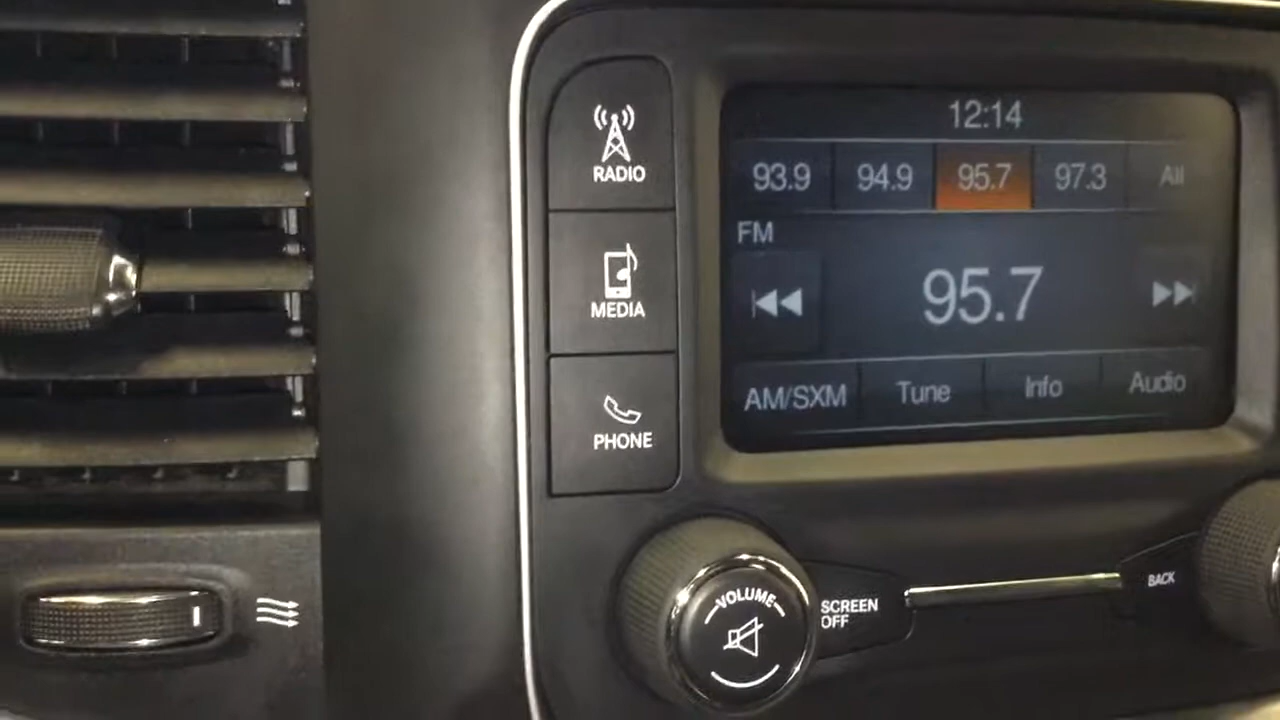 12:14
93.9 94.9 95.7 97.3 All
FM
95.7
AM/SXM Tune Info Audio
RADIO
MEDIA
PHONE
VOLUME
SCREEN
OFF
BACK